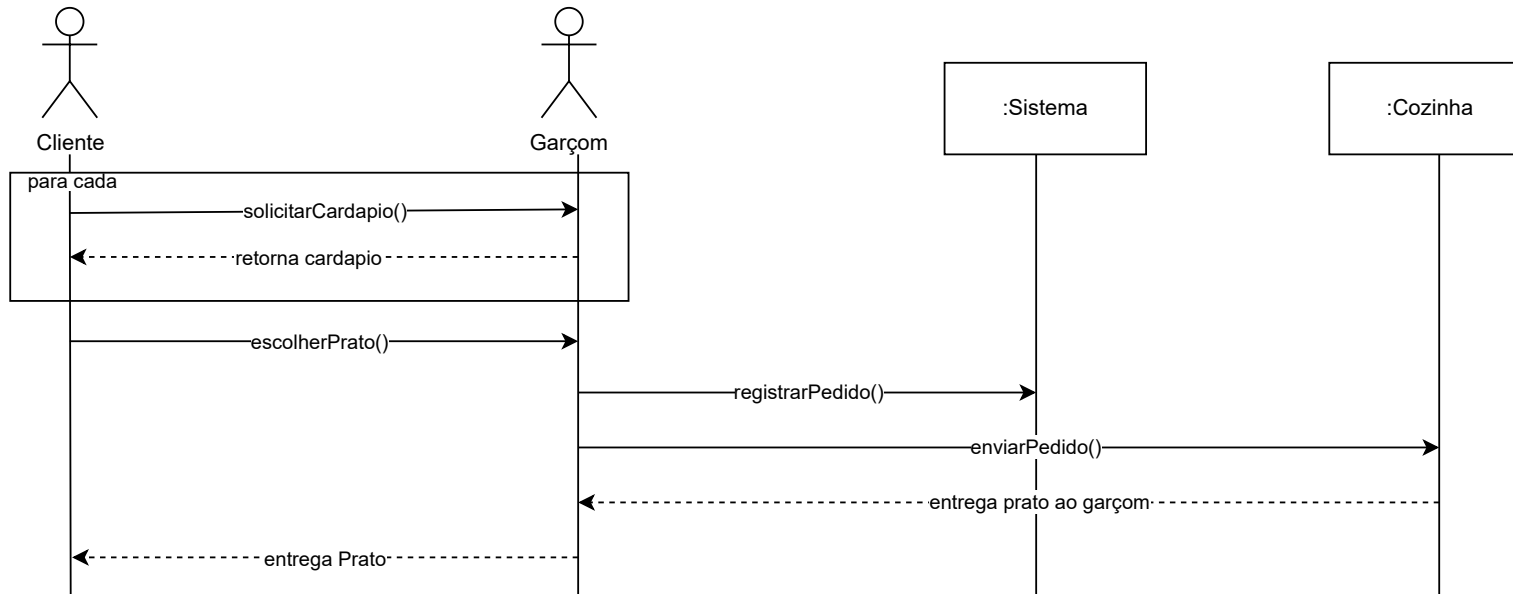 Cliente
Garçom
:Sistema
:Cozinha
para cada
solicitarCardapio()
retorna cardapio
escolherPrato()
registrarPedido()
enviarPedido()
entrega prato ao garçom
entrega Prato